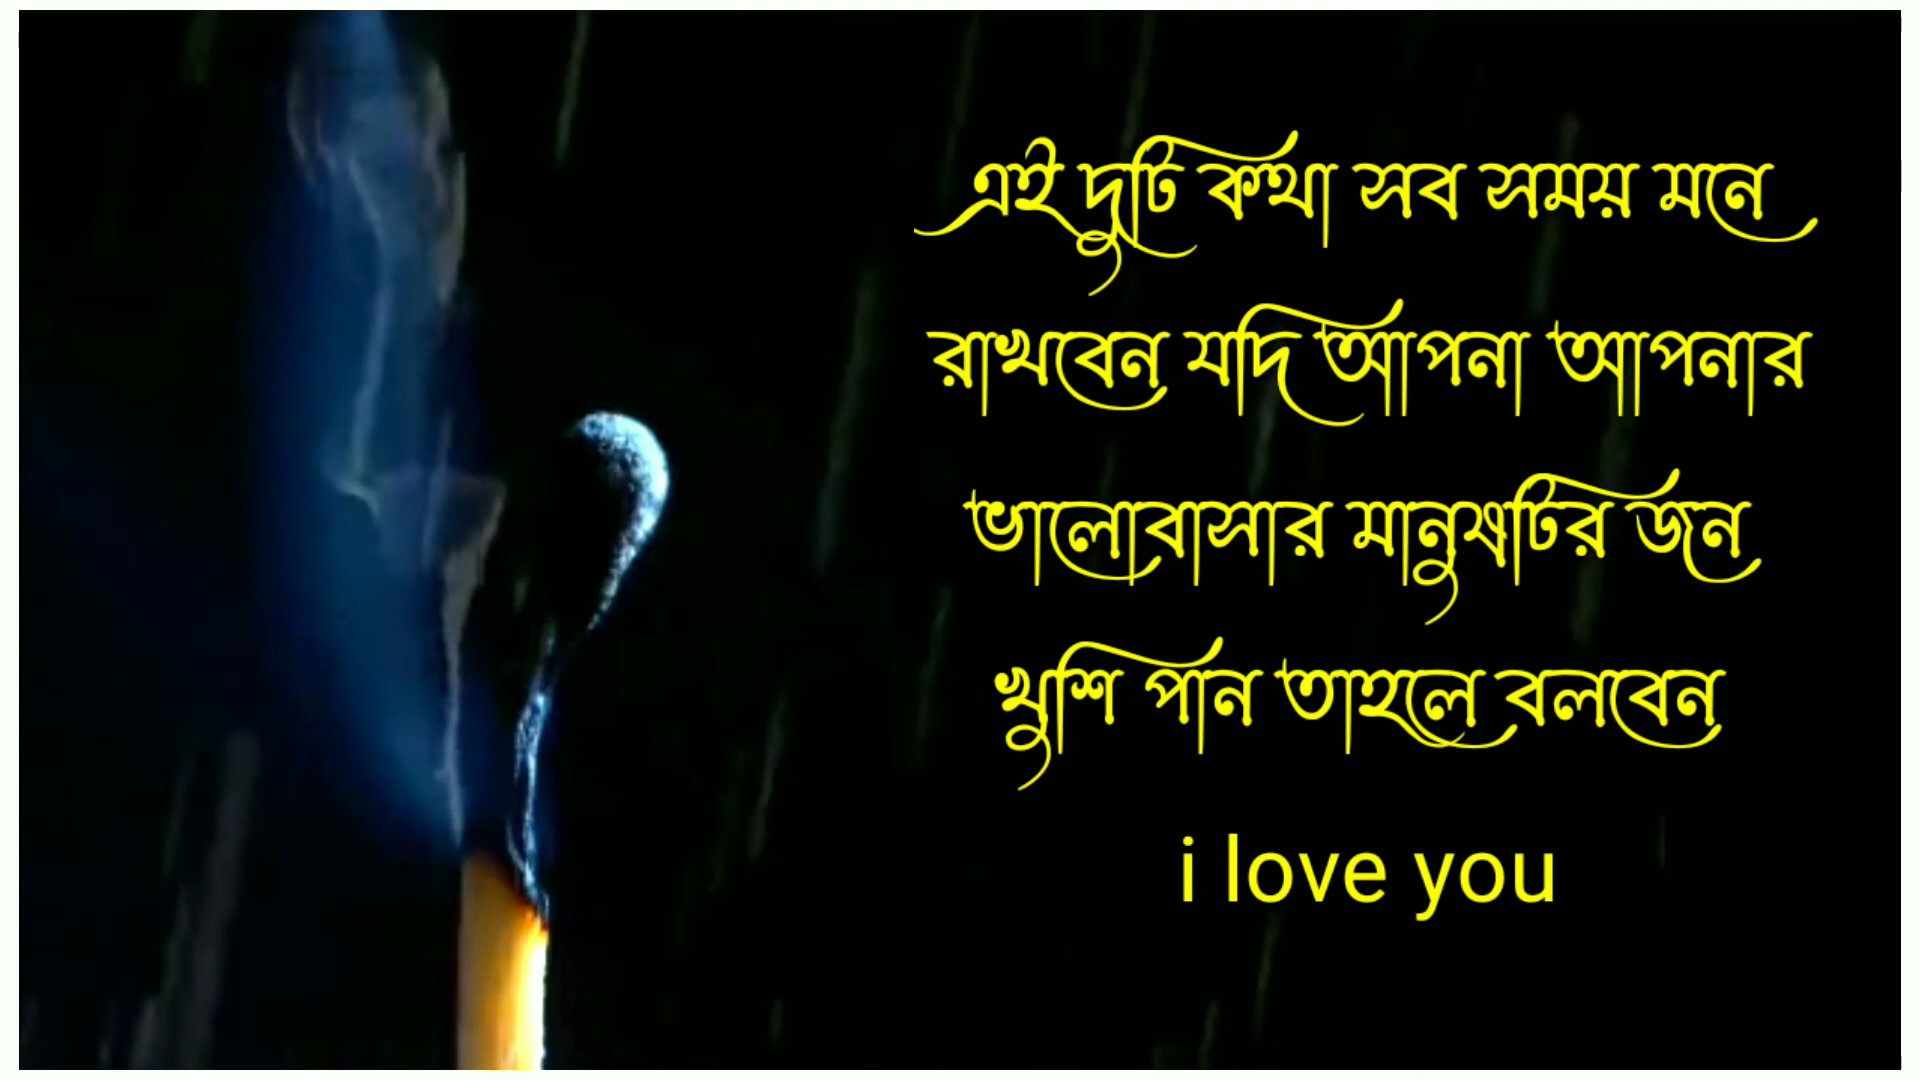 এই দুটি কথা সব সময় মনে
রাখবেন যদি আপনা আপনার
ভালোবাসার মানুষটির জন
খুশি পান তাহলে বলবেন
i love you